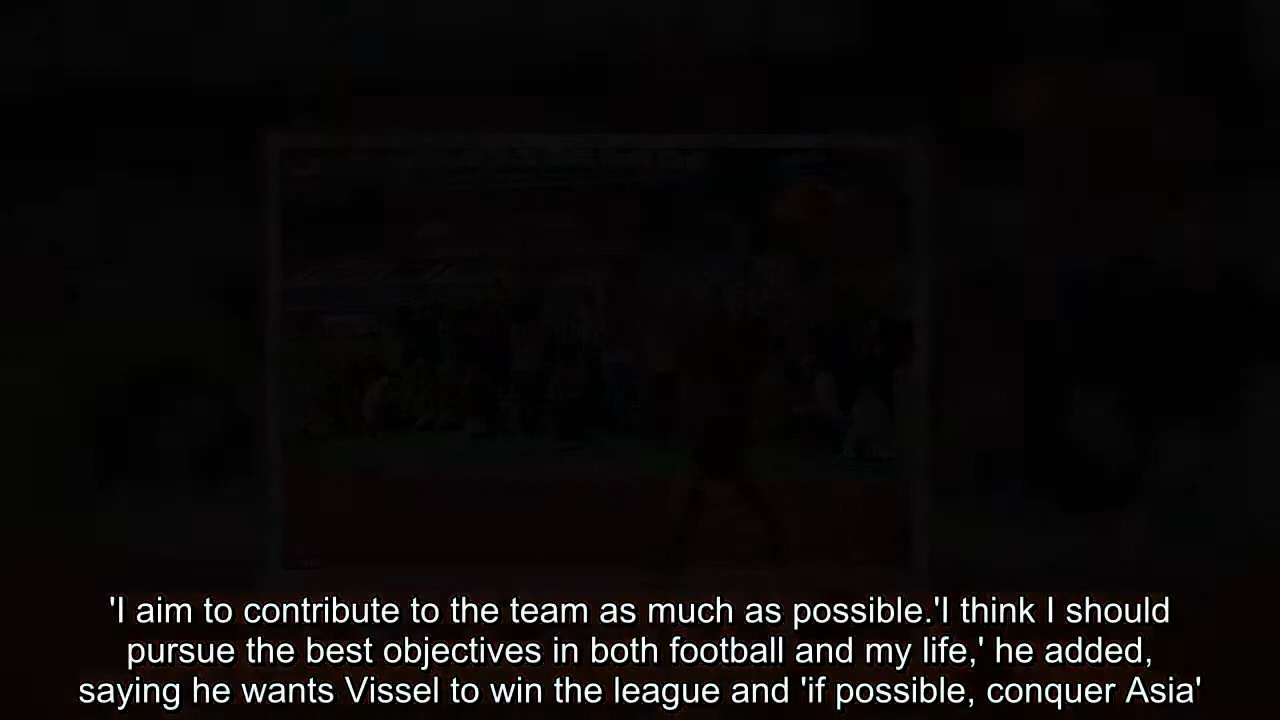 'I aim to contribute to the team as much as possible.'I think I should
pursue the best objectives in both football and my life,' he added,
saying he wants Vissel to win the league and 'if possible, conquer Asia'